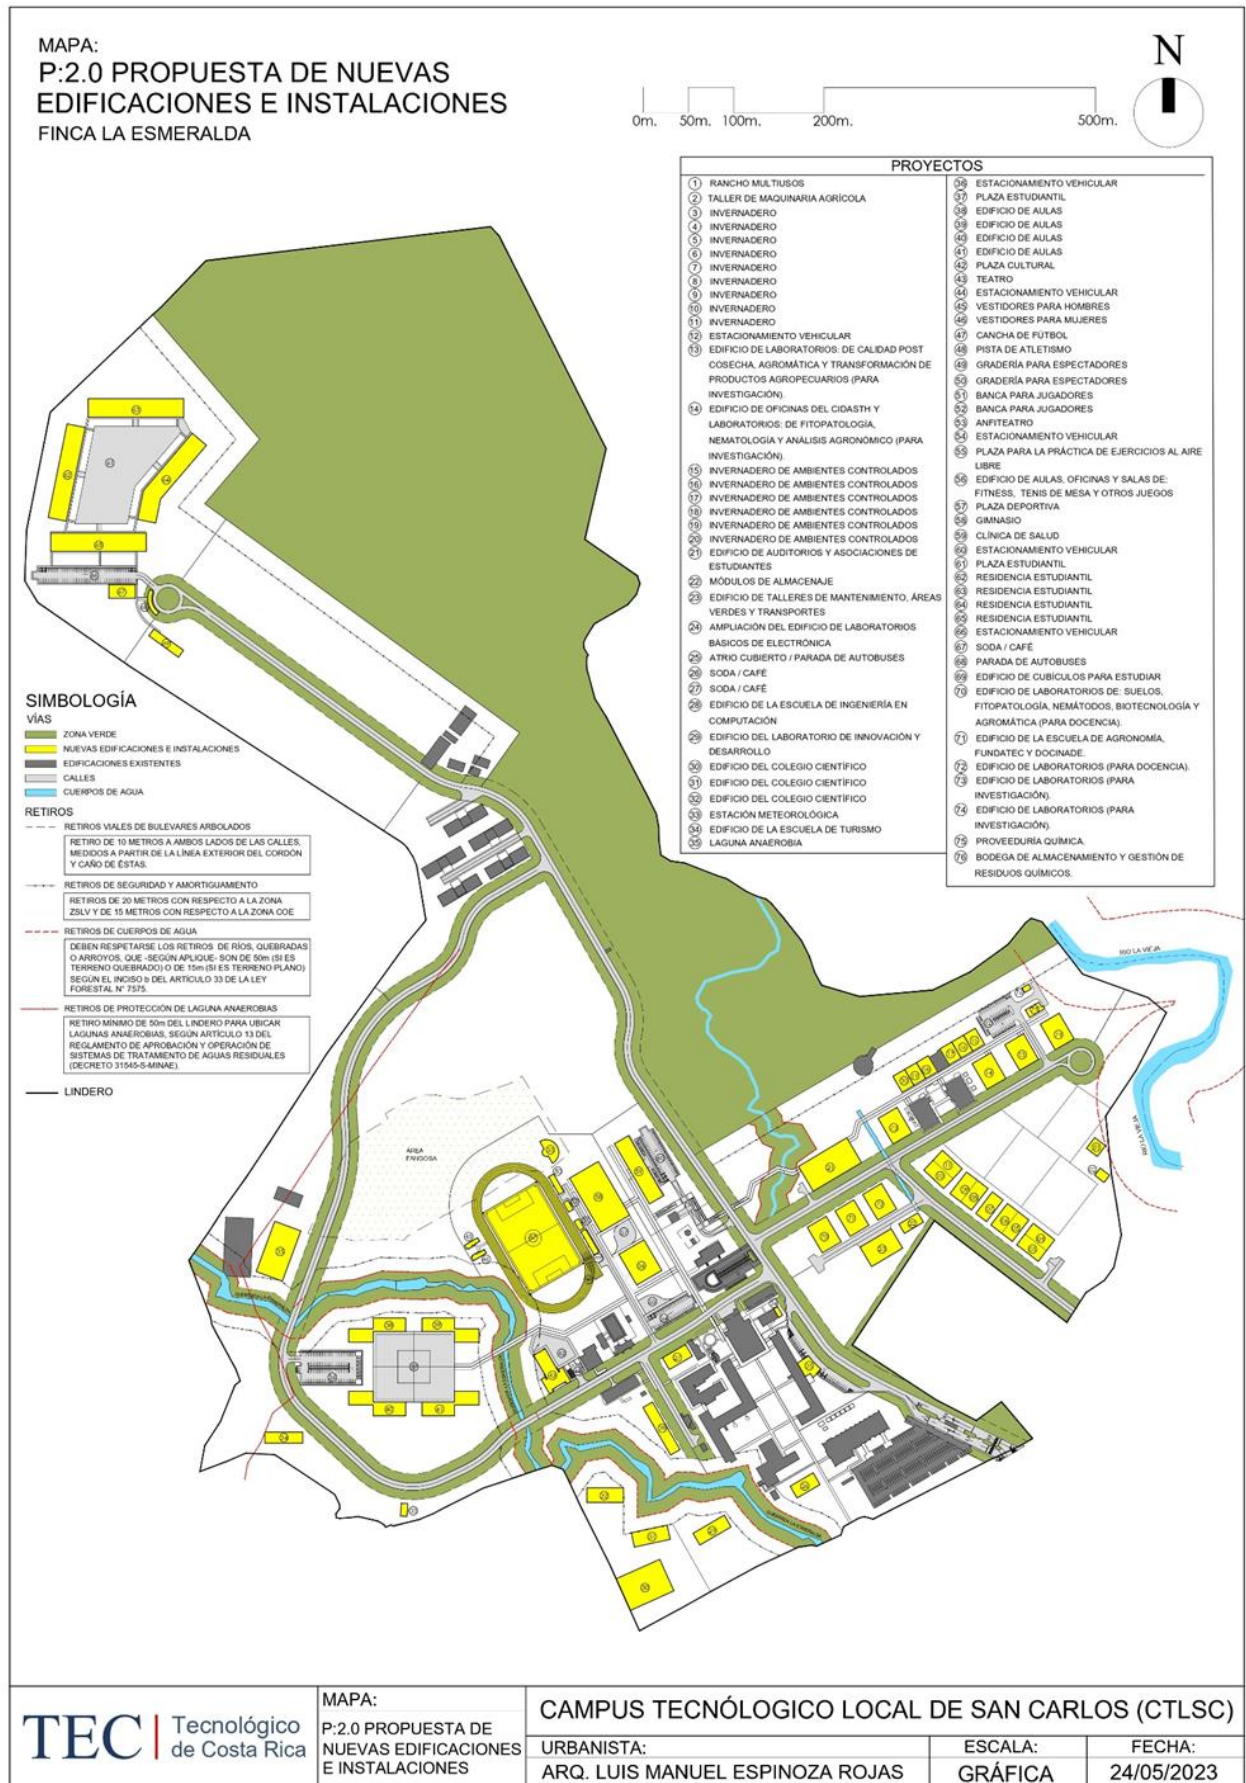 MAPA:
P:2.0 PROPUESTA DE NUEVAS
EDIFICACIONES E INSTALACIONES
FINCA LA ESMERALDA
0m. 50m. 100m. 200m. 500m.
N
PROYECTOS
1 RANCHO MULTIUSOS
2 TALLER DE MAQUINARIA AGRÍCOLA
3 INVERNADERO
4 INVERNADERO
5 INVERNADERO
6 INVERNADERO
7 INVERNADERO
8 INVERNADERO
9 INVERNADERO
10 INVERNADERO
11 INVERNADERO
12 ESTACIONAMIENTO VEHICULAR
13 EDIFICIO DE LABORATORIOS: DE CALIDAD POST
COSECHA, AGROMÁTICA Y TRANSFORMACIÓN DE
PRODUCTOS AGROPECUARIOS (PARA
INVESTIGACIÓN).
14 EDIFICIO DE OFICINAS DEL CIDASTH Y
LABORATORIOS: DE FITOPATOLOGÍA,
NEMATOLOGÍA Y ANÁLISIS AGRONÓMICO (PARA
INVESTIGACIÓN).
15 INVERNADERO DE AMBIENTES CONTROLADOS
16 INVERNADERO DE AMBIENTES CONTROLADOS
17 INVERNADERO DE AMBIENTES CONTROLADOS
18 INVERNADERO DE AMBIENTES CONTROLADOS
19 INVERNADERO DE AMBIENTES CONTROLADOS
20 INVERNADERO DE AMBIENTES CONTROLADOS
21 EDIFICIO DE AUDITORIOS Y ASOCIACIONES DE
ESTUDIANTES
22 MÓDULOS DE ALMACENAJE
23 EDIFICIO DE TALLERES DE MANTENIMIENTO, ÁREAS
VERDES Y TRANSPORTES
24 AMPLIACIÓN DEL EDIFICIO DE LABORATORIOS
BÁSICOS DE ELECTRÓNICA
25 ATRIO CUBIERTO / PARADA DE AUTOBUSES
26 SODA / CAFÉ
27 SODA / CAFÉ
28 EDIFICIO DE LA ESCUELA DE INGENIERÍA EN
COMPUTACIÓN
29 EDIFICIO DEL LABORATORIO DE INNOVACIÓN Y
DESARROLLO
30 EDIFICIO DEL COLEGIO CIENTÍFICO
31 EDIFICIO DEL COLEGIO CIENTÍFICO
32 EDIFICIO DEL COLEGIO CIENTÍFICO
33 ESTACIÓN METEOROLÓGICA
34 EDIFICIO DE LA ESCUELA DE TURISMO
35 LAGUNA ANAEROBIA
36 ESTACIONAMIENTO VEHICULAR
37 PLAZA ESTUDIANTIL
38 EDIFICIO DE AULAS
39 EDIFICIO DE AULAS
40 EDIFICIO DE AULAS
41 EDIFICIO DE AULAS
42 PLAZA CULTURAL
43 TEATRO
44 ESTACIONAMIENTO VEHICULAR
45 VESTIDORES PARA HOMBRES
46 VESTIDORES PARA MUJERES
47 CANCHA DE FÚTBOL
48 PISTA DE ATLETISMO
49 GRADERÍA PARA ESPECTADORES
50 GRADERÍA PARA ESPECTADORES
51 BANCA PARA JUGADORES
52 BANCA PARA JUGADORES
53 ANFITEATRO
54 ESTACIONAMIENTO VEHICULAR
55 PLAZA PARA LA PRÁCTICA DE EJERCICIOS AL AIRE
LIBRE
56 EDIFICIO DE AULAS, OFICINAS Y SALAS DE:
FITNESS, TENIS DE MESA Y OTROS JUEGOS
57 PLAZA DEPORTIVA
58 GIMNASIO
59 CLÍNICA DE SALUD
60 ESTACIONAMIENTO VEHICULAR
61 PLAZA ESTUDIANTIL
62 RESIDENCIA ESTUDIANTIL
63 RESIDENCIA ESTUDIANTIL
64 RESIDENCIA ESTUDIANTIL
65 RESIDENCIA ESTUDIANTIL
66 ESTACIONAMIENTO VEHICULAR
67 SODA / CAFÉ
68 PARADA DE AUTOBUSES
69 EDIFICIO DE CUBÍCULOS PARA ESTUDIAR
70 EDIFICIO DE LABORATORIOS DE: SUELOS,
FITOPATOLOGÍA, NEMÁTODOS, BIOTECNOLOGÍA Y
AGROMÁTICA (PARA DOCENCIA).
71 EDIFICIO DE LA ESCUELA DE AGRONOMÍA,
FUNDATEC Y DOCINADE.
72 EDIFICIO DE LABORATORIOS (PARA DOCENCIA).
73 EDIFICIO DE LABORATORIOS (PARA
INVESTIGACIÓN).
74 EDIFICIO DE LABORATORIOS (PARA
INVESTIGACIÓN).
75 PROVEEDURÍA QUÍMICA.
76 BODEGA DE ALMACENAMIENTO Y GESTIÓN DE
RESIDUOS QUÍMICOS.
SIMBOLOGÍA
VÍAS
ZONA VERDE
NUEVAS EDIFICACIONES E INSTALACIONES
EDIFICACIONES EXISTENTES
CALLES
CUERPOS DE AGUA
RETIROS
RETIROS VIALES DE BULEVARES ARBOLADOS
RETIRO DE 10 METROS A AMBOS LADOS DE LAS CALLES,
MEDIDOS A PARTIR DE LA LÍNEA EXTERIOR DEL CORDÓN
Y CAÑO DE ÉSTAS.
RETIROS DE SEGURIDAD Y AMORTIGUAMIENTO
RETIROS DE 20 METROS CON RESPECTO A LA ZONA
ZSLV Y DE 15 METROS CON RESPECTO A LA ZONA COE
RETIROS DE CUERPOS DE AGUA
DEBEN RESPETARSE LOS RETIROS DE RÍOS, QUEBRADAS
O ARROYOS, QUE -SEGÚN APLIQUE- SON DE 50m (SI ES
TERRENO QUEBRADO) O DE 15m (SI ES TERRENO PLANO)
SEGÚN EL INCISO b DEL ARTÍCULO 33 DE LA LEY
FORESTAL N° 7575.
RETIROS DE PROTECCIÓN DE LAGUNA ANAEROBIAS
RETIRO MÍNIMO DE 50m DEL LINDERO PARA UBICAR
LAGUNAS ANAEROBIAS, SEGÚN ARTÍCULO 13 DEL
REGLAMENTO DE APROBACIÓN Y OPERACIÓN DE
SISTEMAS DE TRATAMIENTO DE AGUAS RESIDUALES
(DECRETO 31545-S-MINAE).
LINDERO
RIO LA VIEJA
RIO LA VIEJA
ÁREA
FANGOSA
QUEBRADA LA ESMERALDA
TEC | Tecnológico
de Costa Rica
MAPA:
P:2.0 PROPUESTA DE
NUEVAS EDIFICACIONES
E INSTALACIONES
CAMPUS TECNÓLOGICO LOCAL DE SAN CARLOS (CTLSC)
URBANISTA:
ARQ. LUIS MANUEL ESPINOZA ROJAS
ESCALA:
GRÁFICA
FECHA:
24/05/2023